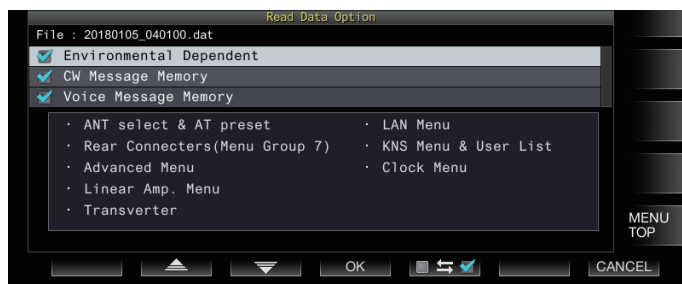 Read Data Option
File : 20180105_040100.dat
Environmental Dependent
CW Message Memory
Voice Message Memory
· ANT select & AT preset
· LAN Menu
· Rear Connecters(Menu Group 7)
· KNS Menu & User List
· Advanced Menu
· Clock Menu
· Linear Amp. Menu
· Transverter
MENU
TOP
OK
CANCEL